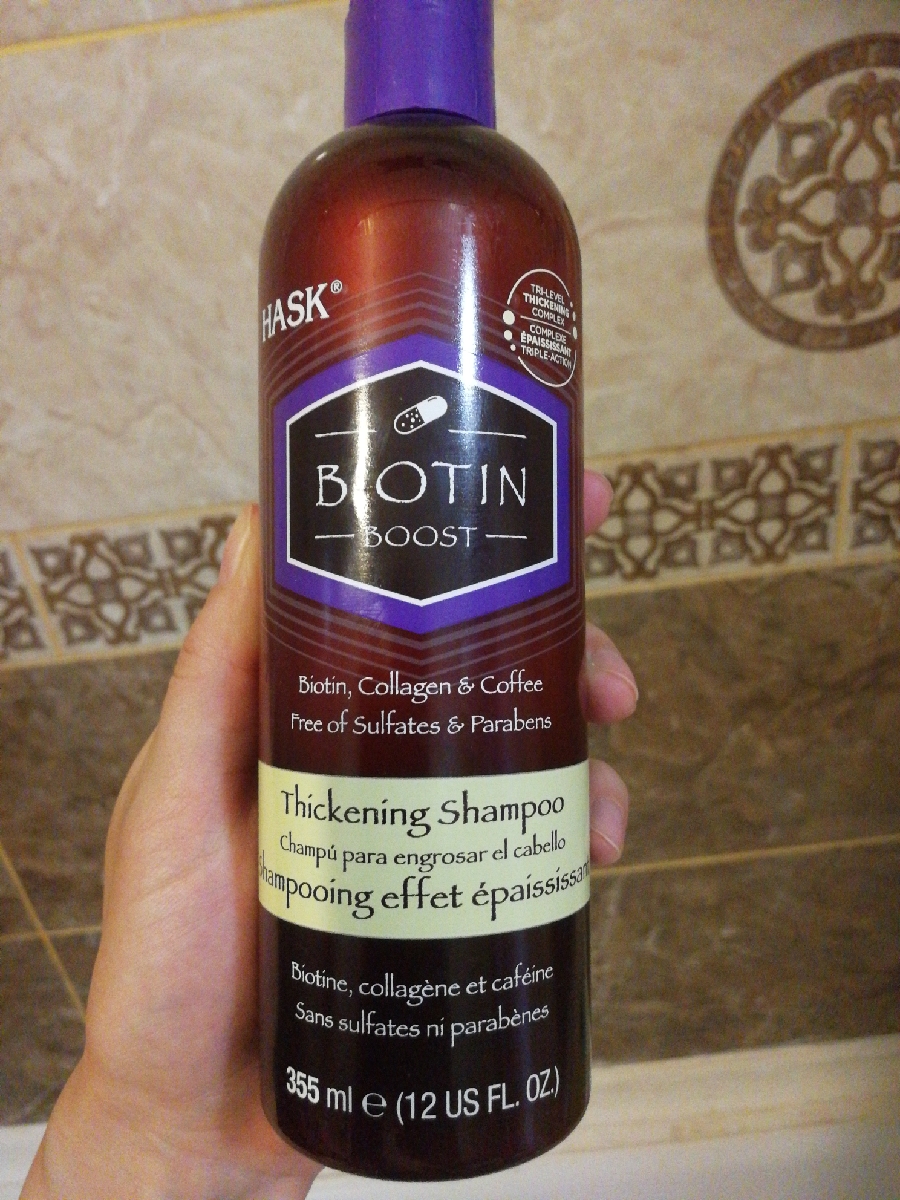 HASK®
TRI-LEVEL
THICKENING
COMPLEX
COMPLEXE
ÉPAISSISSANT
TRIPLE-ACTION
BIOTIN
BOOST
Biotin, Collagen & Coffee
Free of Sulfates & Parabens
Thickening Shampoo
Champú para engrosar el cabello
Shampooing effet épaississant
Biotine, collagène et caféine
Sans sulfates ni parabènes
355 ml ℮ (12 US FL. OZ.)